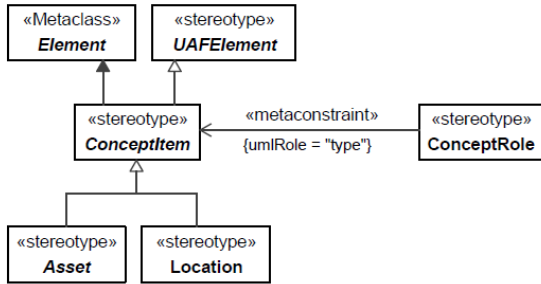 «Metaclass»
Element
«stereotype»
UAFElement
«stereotype»
ConceptItem
«metaconstraint»
{umlRole = "type"}
«stereotype»
ConceptRole
«stereotype»
Asset
«stereotype»
Location